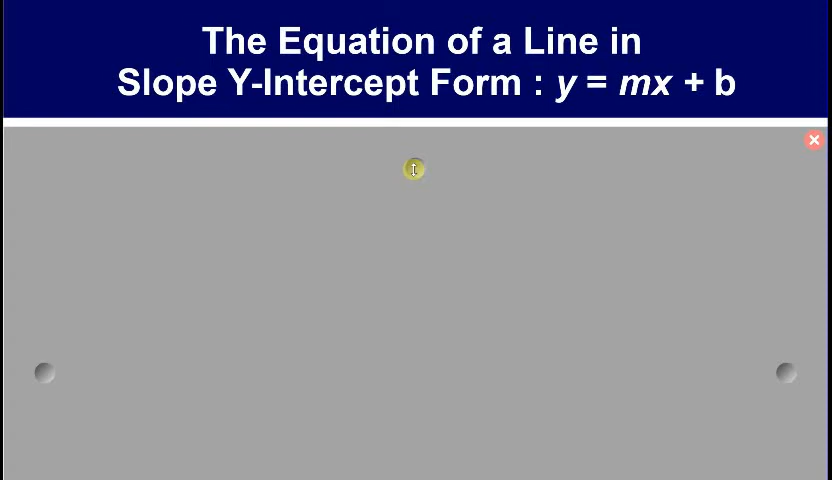 The Equation of a Line in
Slope Y-Intercept Form : y = mx + b